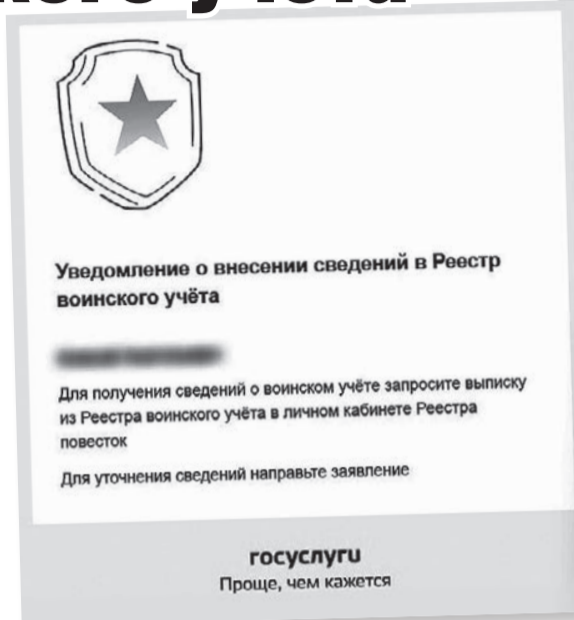 Уведомление о внесении сведений в Реестр
воинского учёта
Для получения сведений о воинском учёте запросите выписку
из Реестра воинского учёта в личном кабинете Реестра
повесток
Для уточнения сведений направьте заявление
госуслуги
Проще, чем кажется